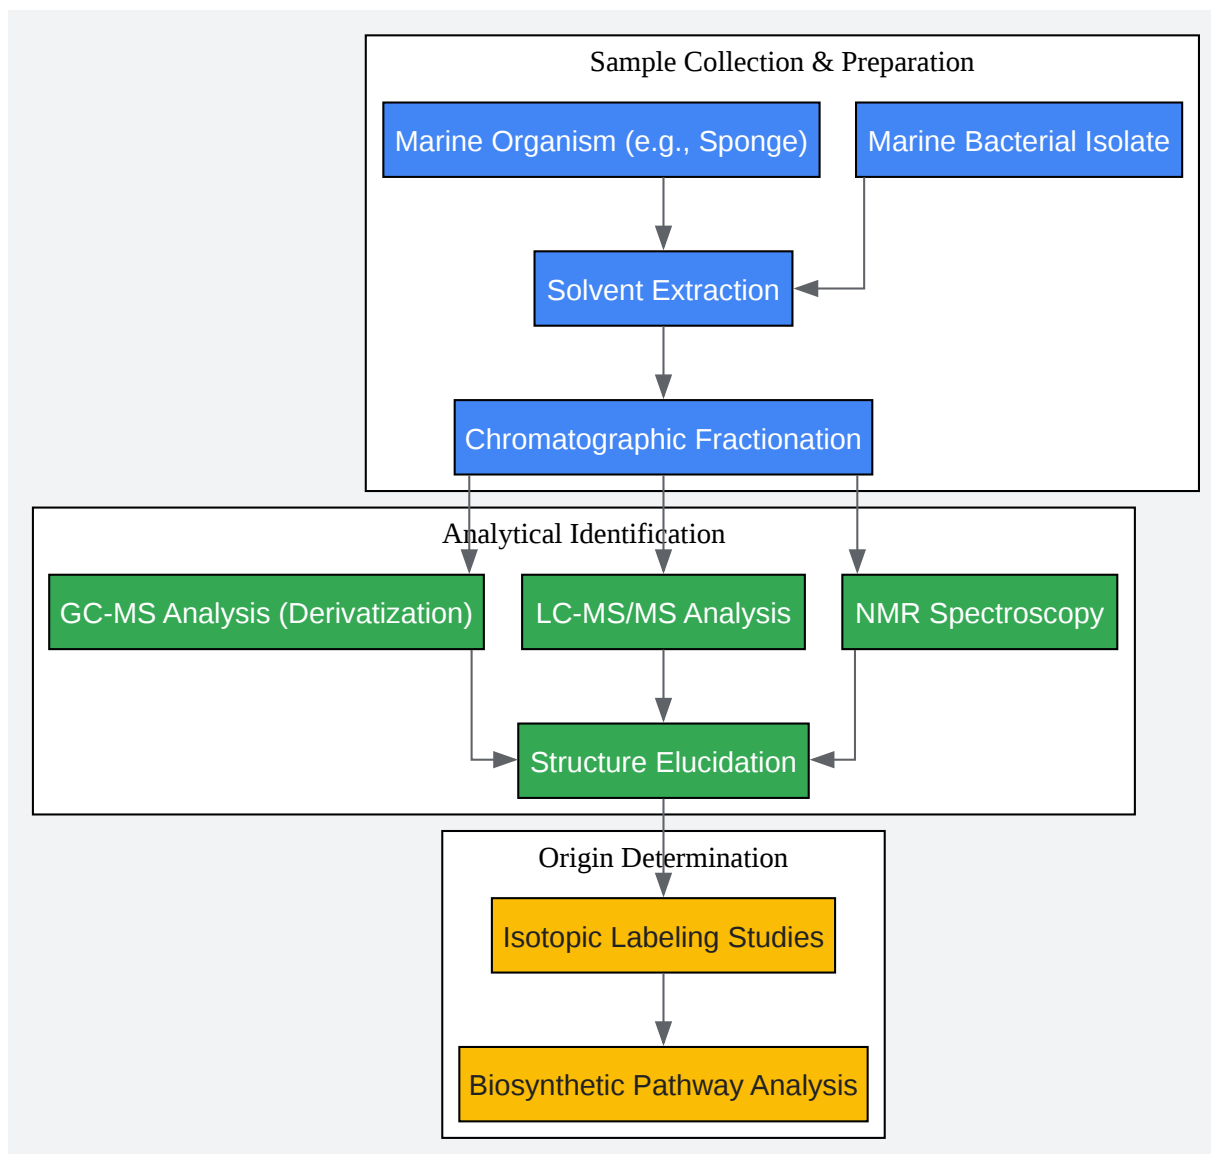 Sample Collection & Preparation
Marine Organism (e.g., Sponge)
Marine Bacterial Isolate
Solvent Extraction
Chromatographic Fractionation
Analytical Identification
GC-MS Analysis (Derivatization)
LC-MS/MS Analysis
NMR Spectroscopy
Structure Elucidation
Origin Determination
Isotopic Labeling Studies
Biosynthetic Pathway Analysis